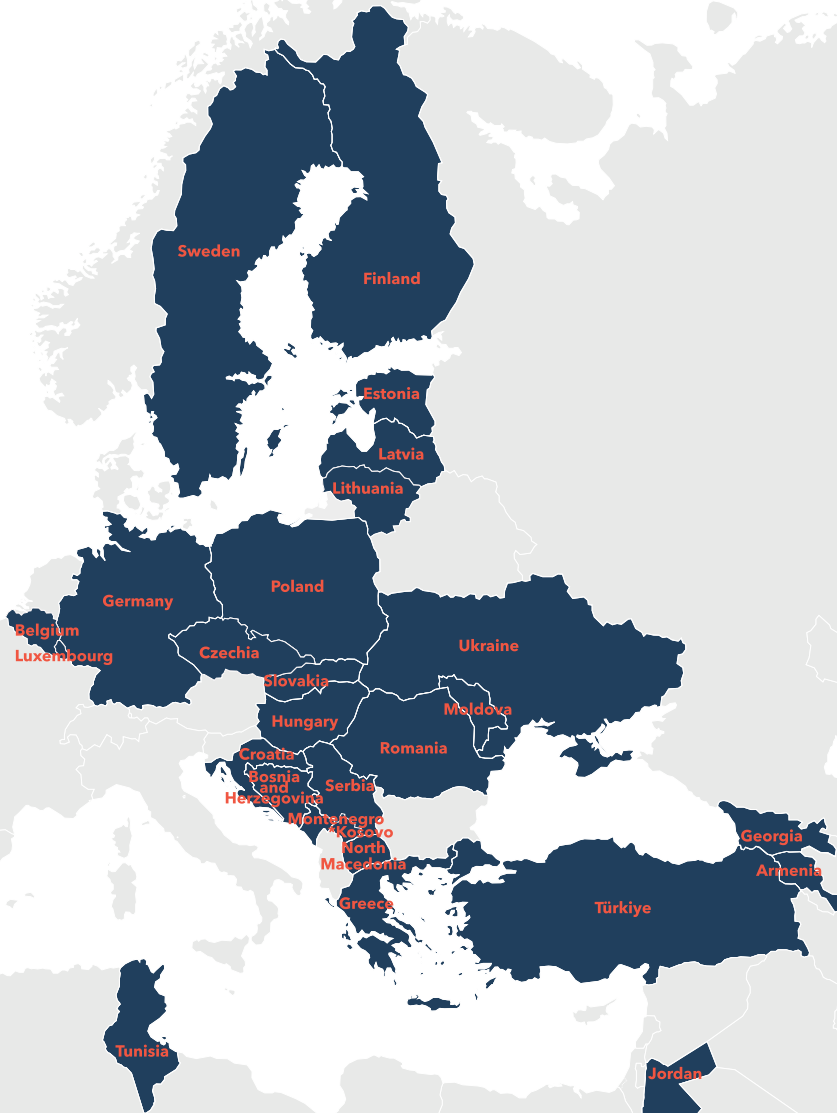 Sweden
Finland
Estonia
Latvia
Lithuania
Poland
Germany
Belgium
Ukraine
Czechia
Luxembourg
Slovakia
Moldova
Hungary
Romania
Croatia
Bosnia
and
Herzegovina
Serbia
Montenegro
Kosovo
Georgia
North
Macedonia
Armenia
Greece
Türkiye
Tunisia
Jordan